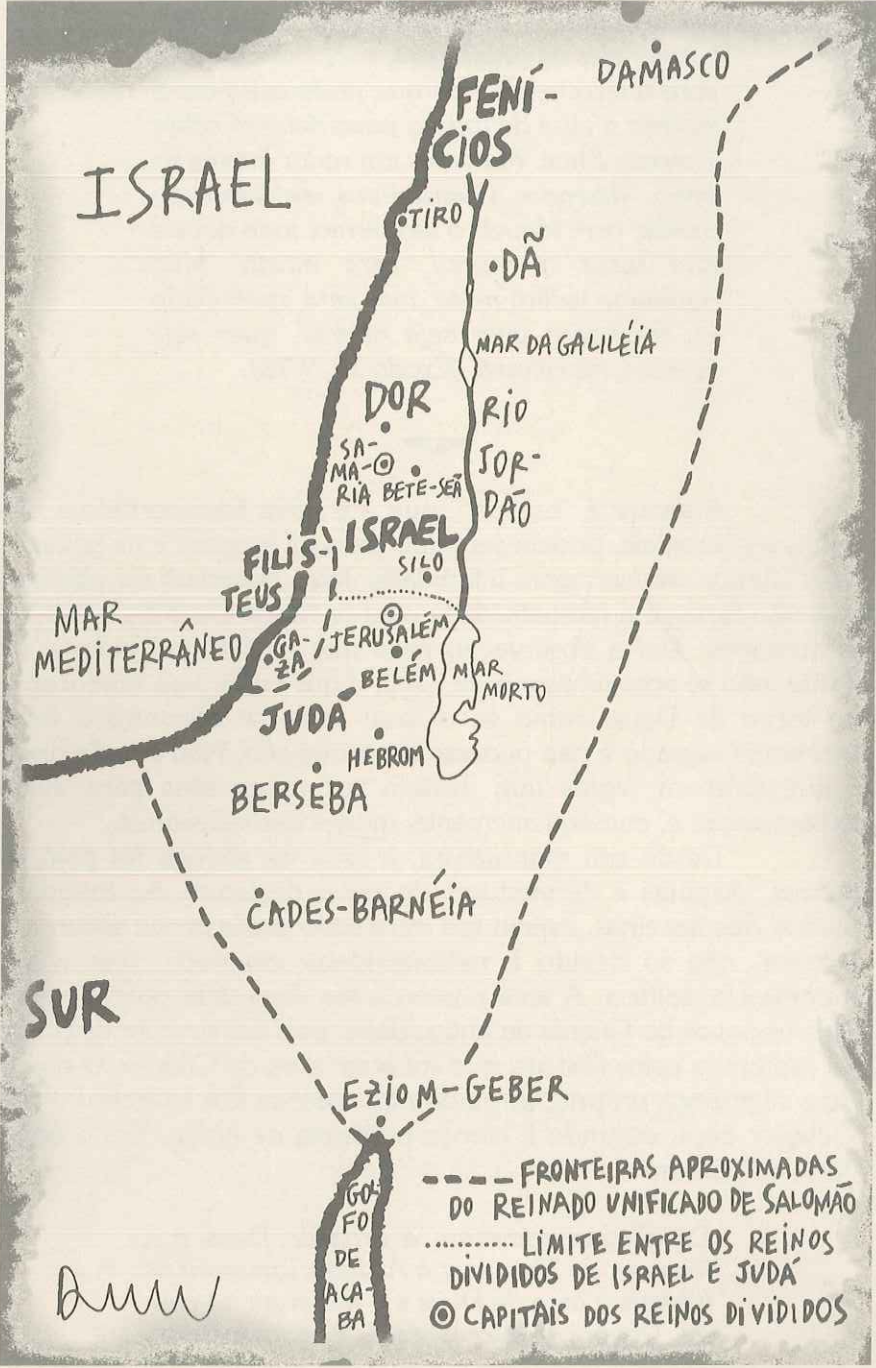 DAMASCO
FENÍ-
CIOS
ISRAEL
TIRO
DÃ
MAR DA GALILÉIA
DOR
RIO
JOR-
DÃO
SA-
MA-
RIA
BETE-SEÃ
ISRAEL
FILIS-
TEUS
SILO
MAR
MEDITERRÂNEO
GA-
ZA
JERUSALÉM
BELÉM
MAR
MORTO
JUDÁ
HEBROM
BERSEBA
CADES-BARNÉIA
SUR
EZIOM-GEBER
GOL-
FO
DE
ACA-
BA
FRONTEIRAS APROXIMADAS
DO REINADO UNIFICADO DE SALOMÃO
LIMITE ENTRE OS REINOS
DIVIDIDOS DE ISRAEL E JUDÁ
CAPITAIS DOS REINOS DIVIDIDOS